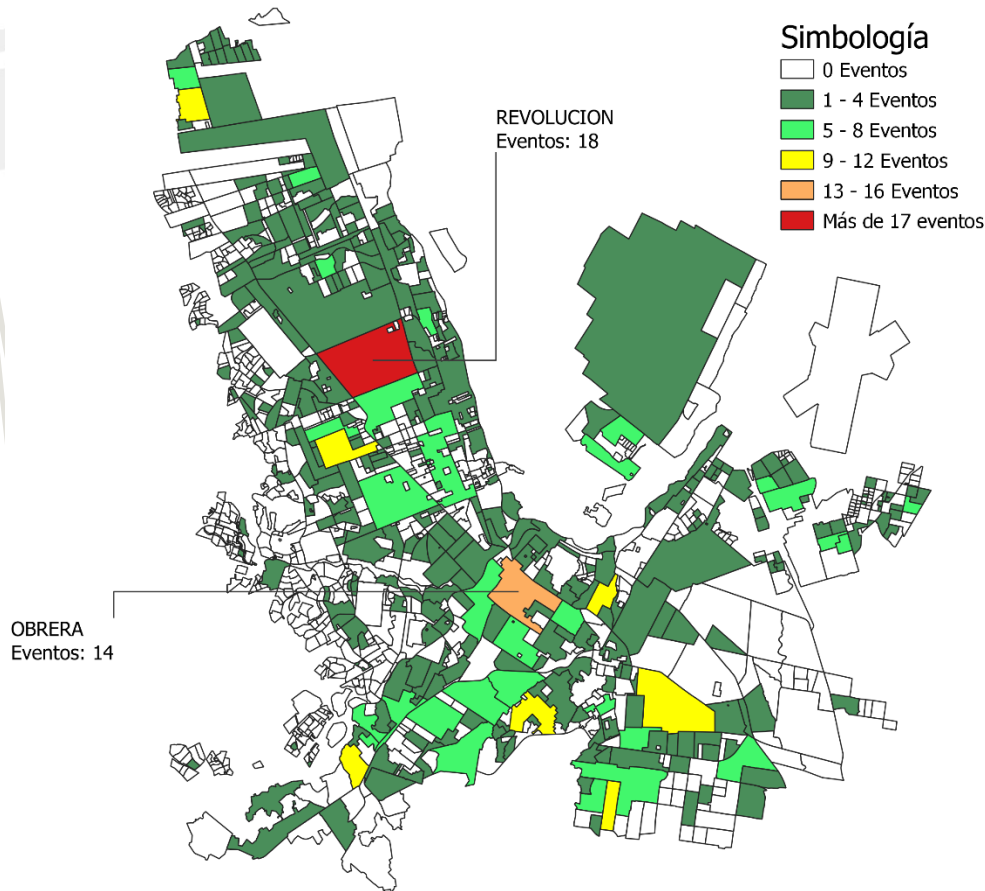 Simbología
0 Eventos
1 - 4 Eventos
5 - 8 Eventos
9 - 12 Eventos
13 - 16 Eventos
Más de 17 eventos
REVOLUCION
Eventos: 18
OBRERA
Eventos: 14